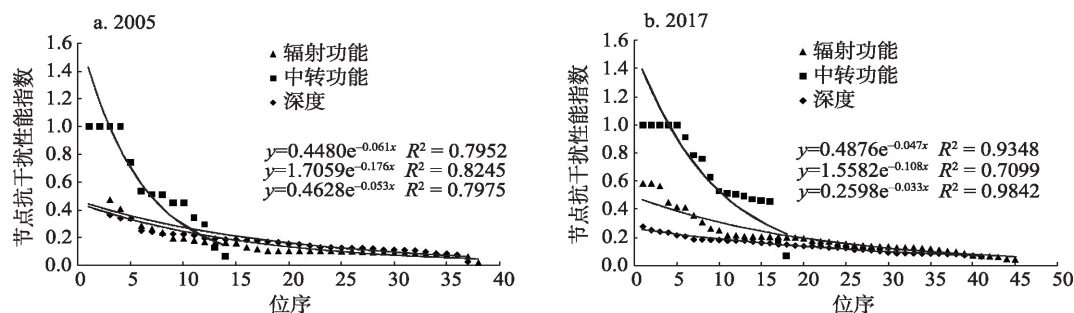 a. 2005
节点抗干扰性能指数
1.6
1.4
1.2
1.0
0.8
0.6
0.4
0.2
0.0
辐射功能
中转功能
深度
y=0.4480e^{-0.061x} R² = 0.7952
y=1.7059e^{-0.176x} R² = 0.8245
y=0.4628e^{-0.053x} R² = 0.7975
0 5 10 15 20 25 30 35 40
位序
b. 2017
节点抗干扰性能指数
1.6
1.4
1.2
1.0
0.8
0.6
0.4
0.2
0.0
辐射功能
中转功能
深度
y=0.4876e^{-0.047x} R² = 0.9348
y=1.5582e^{-0.108x} R² = 0.7099
y=0.2598e^{-0.033x} R² = 0.9842
0 5 10 15 20 25 30 35 40 45 50
位序